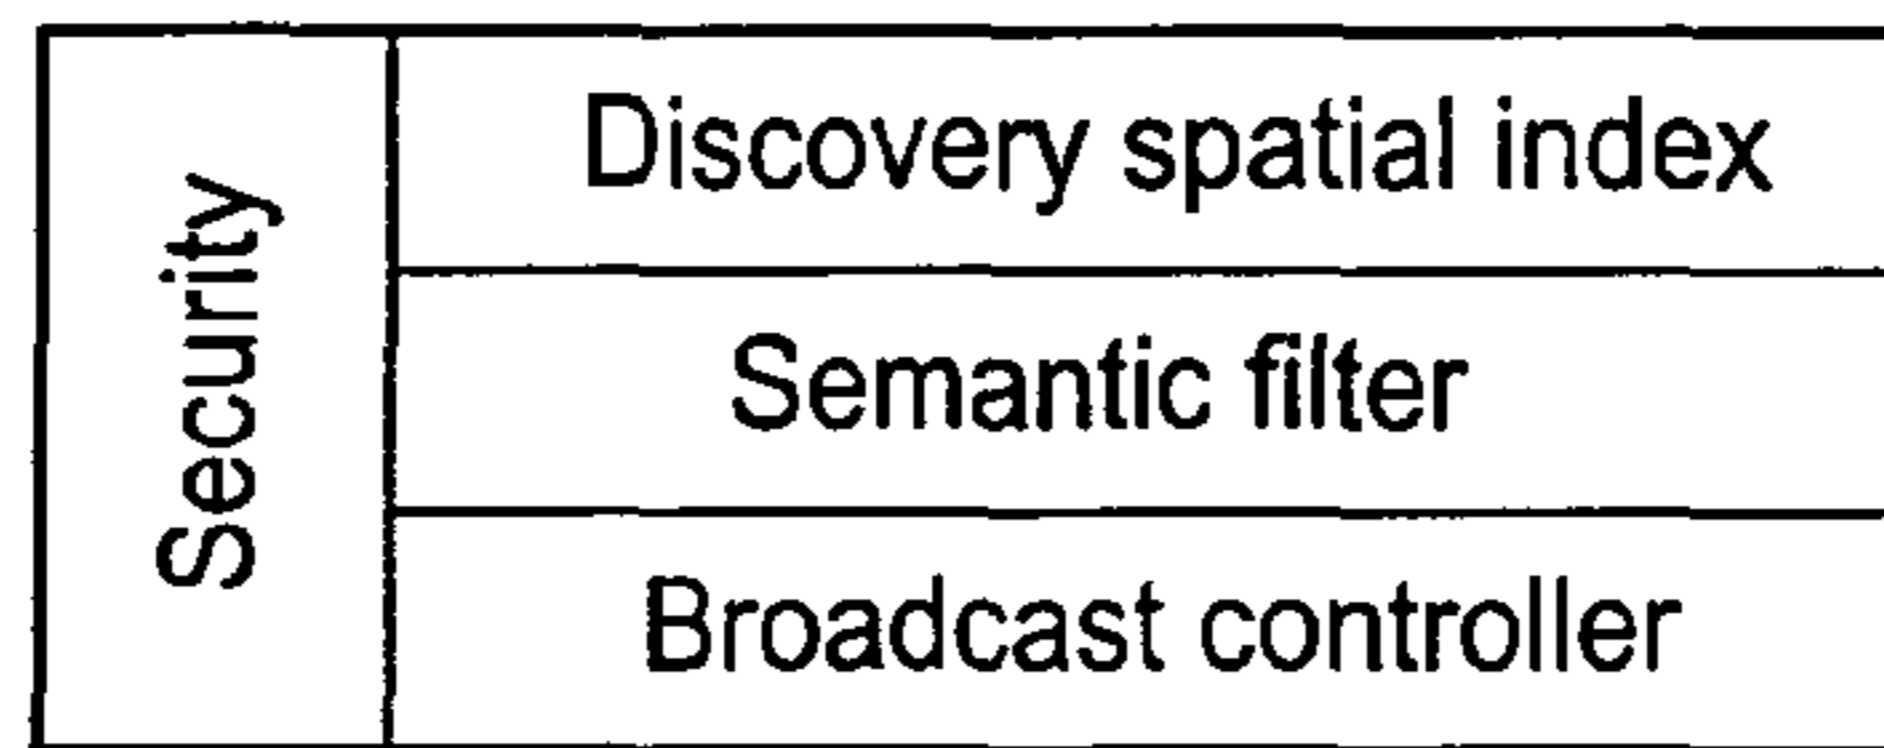 Security
Discovery spatial index
Semantic filter
Broadcast controller